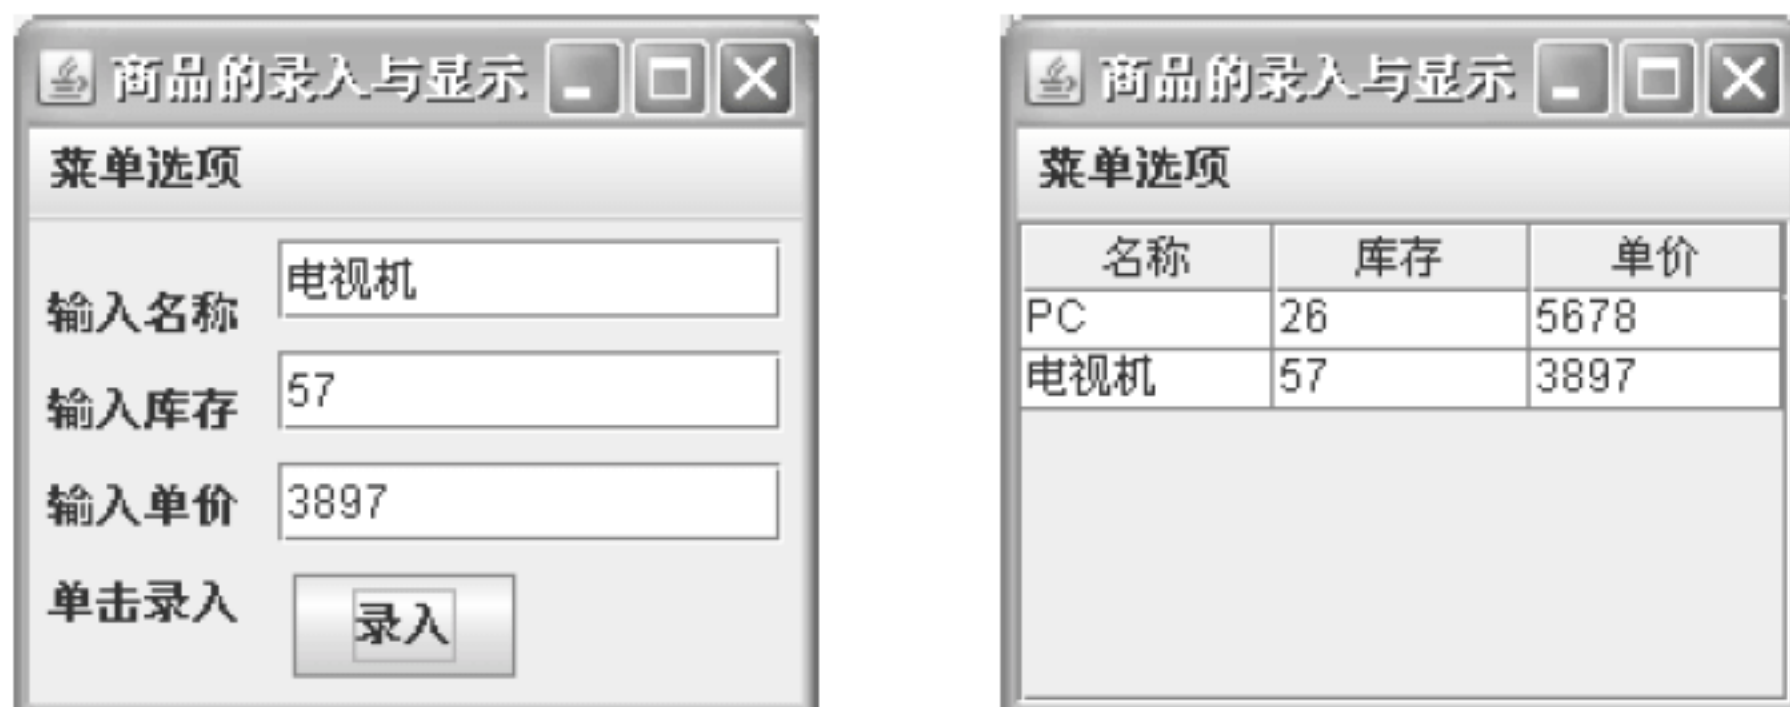 商品的录入与显示
菜单选项
输入名称 电视机
输入库存 57
输入单价 3897
单击录入 录入
商品的录入与显示
菜单选项
名称 库存 单价
PC 26 5678
电视机 57 3897